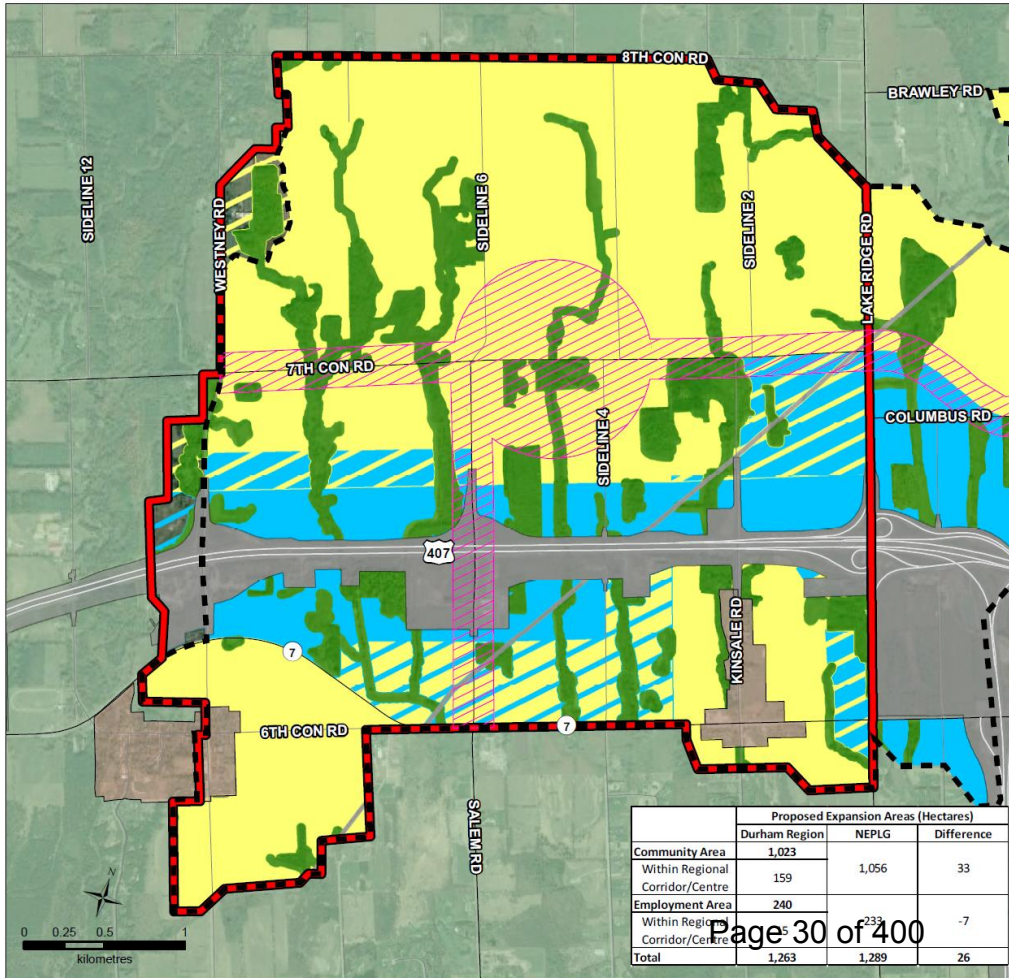 8TH CON RD
BRAWLEY RD
SIDELINE 12
WESTNEY RD
SIDELINE 6
SIDELINE 2
LAKE RIDGE RD
7TH CON RD
SIDELINE 4
COLUMBUS RD
407
KINSALE RD
7
6TH CON RD
7
SALEM RD
N
0 0.25 0.5 1
kilometres
Proposed Expansion Areas (Hectares)
Durham Region NEPLG Difference
Community Area 1,023 1,056 33
Within Regional Corridor/Centre 159
Employment Area 240 233 -7
Within Regional Corridor/Centre
Total 1,263 1,289 26
Page 30 of 400